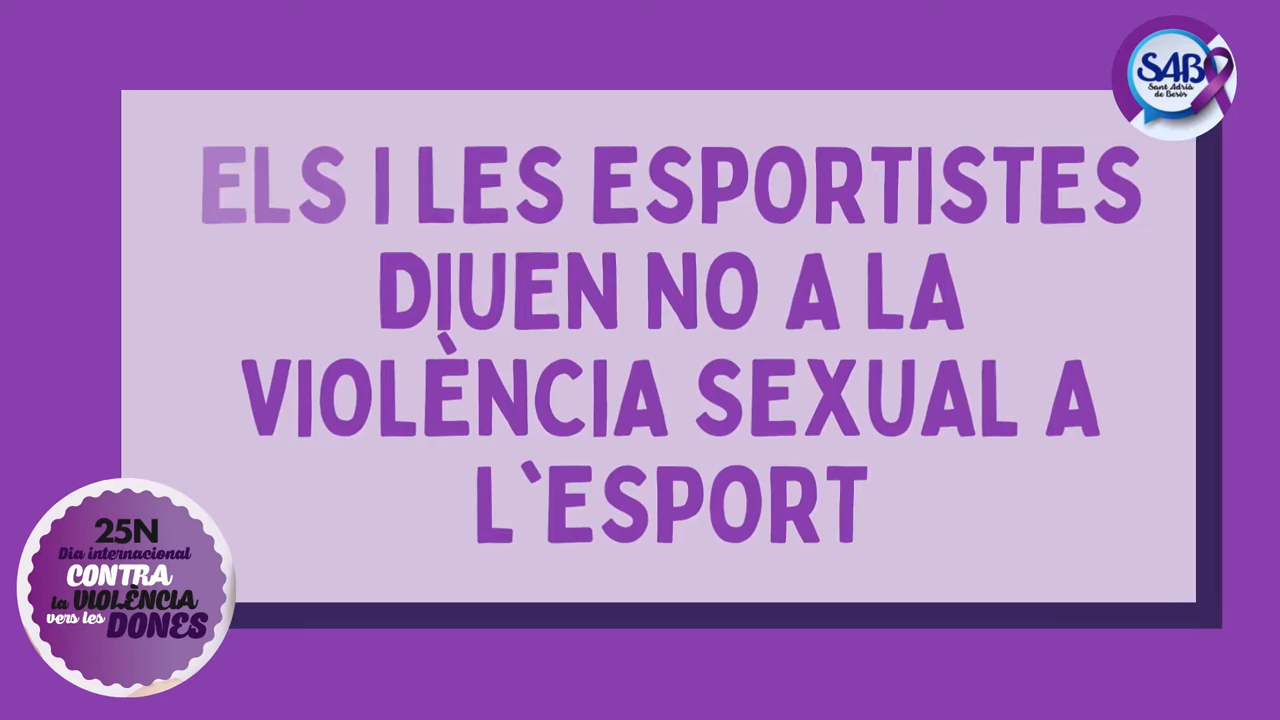 SAB
Sant Adrià
de Besòs
ELS I LES ESPORTISTES
DIUEN NO A LA
VIOLÈNCIA SEXUAL A
L`ESPORT
25N
Dia internacional
CONTRA
la VIOLÈNCIA
vers les DONES